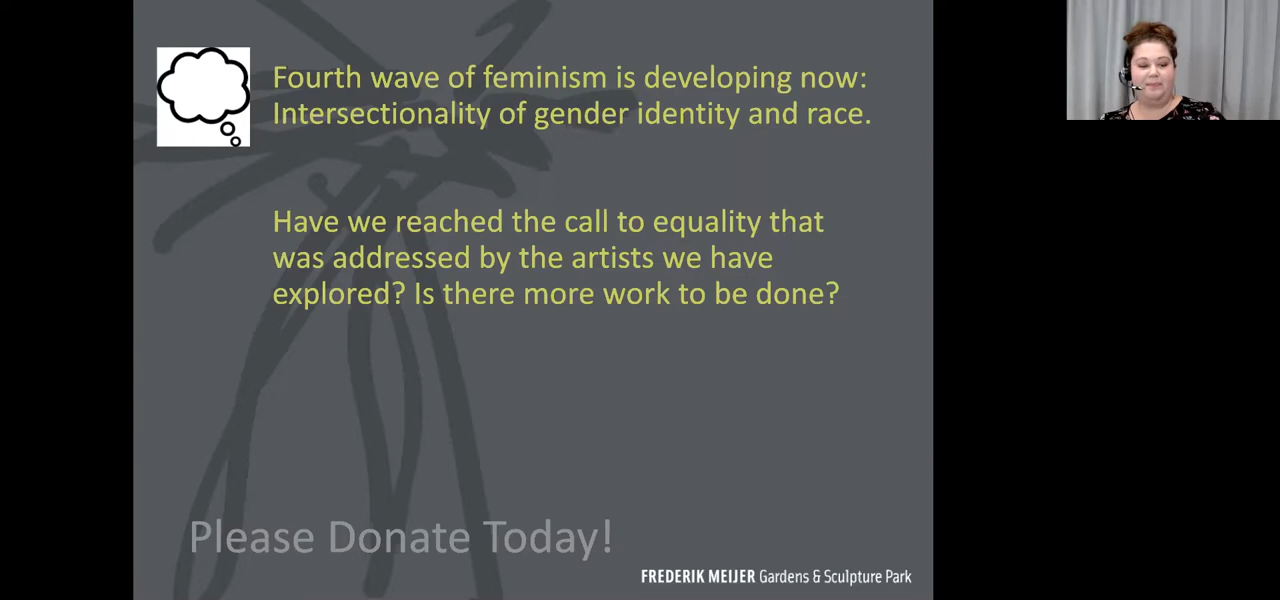 Fourth wave of feminism is developing now:
Intersectionality of gender identity and race.
Have we reached the call to equality that
was addressed by the artists we have
explored? Is there more work to be done?
Please Donate Today!
FREDERIK MEIJER Gardens & Sculpture Park